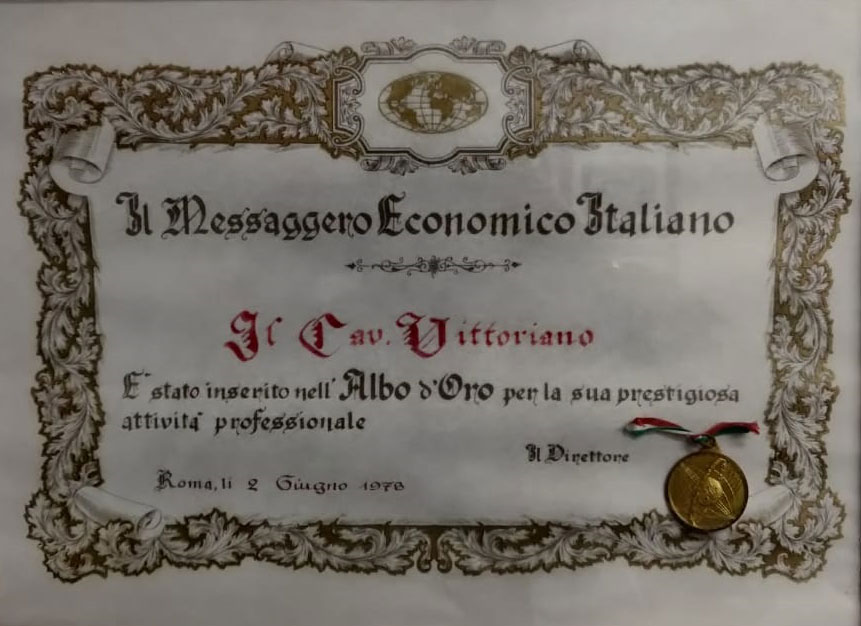 Il Messaggero Economico Italiano
Il Cav. Vittoriano
E' stato inserito nell' Albo d'Oro per la sua prestigiosa
attivita' professionale
Il Direttore
Roma, li 2 Giugno 1978